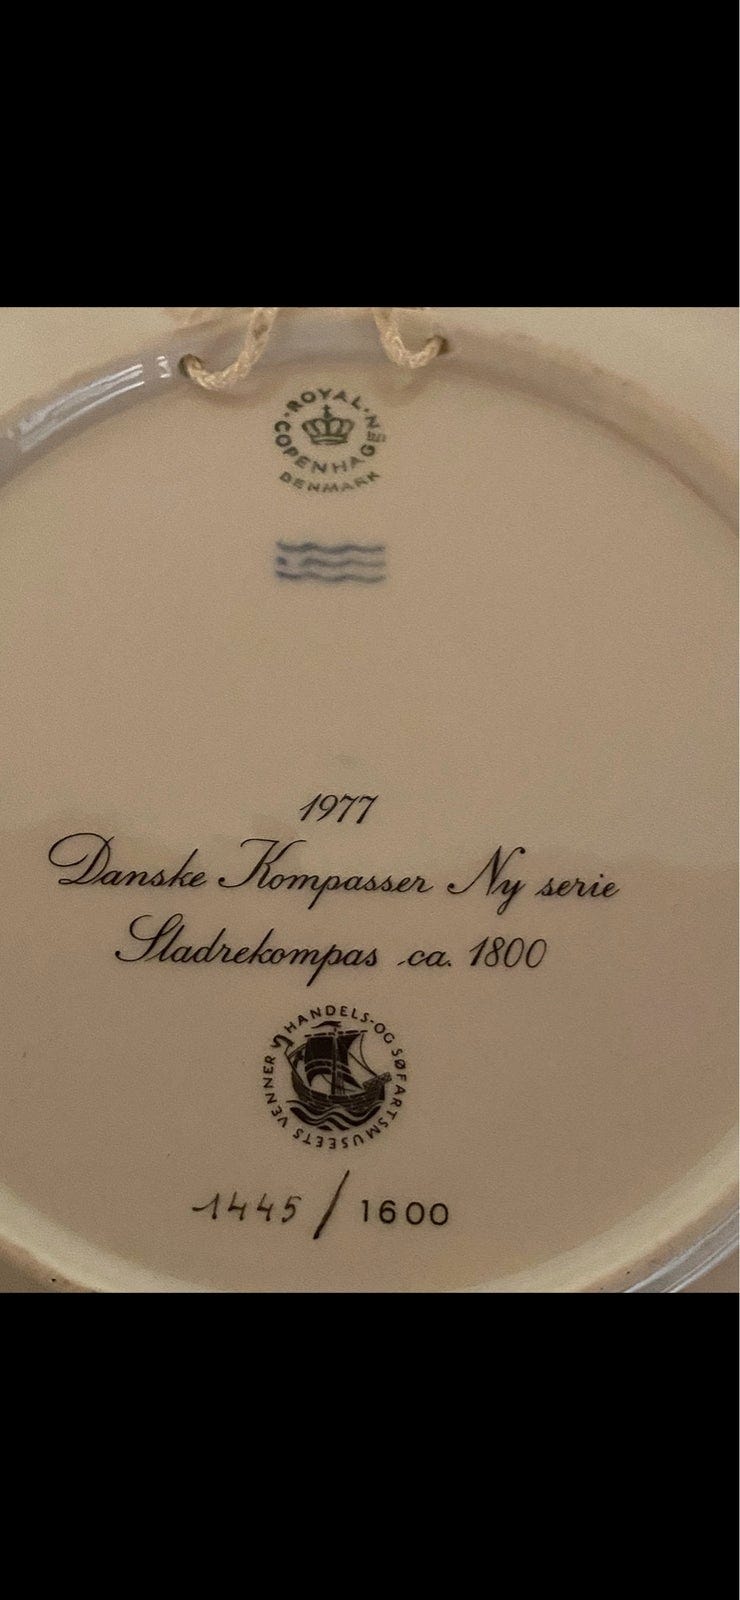 ROYAL COPENHAGEN
DENMARK
1977
Danske Kompasser Ny serie
Sladrekompas ca. 1800
HANDELS-OG SØFARTSMUSEETS VENNER
1445/1600